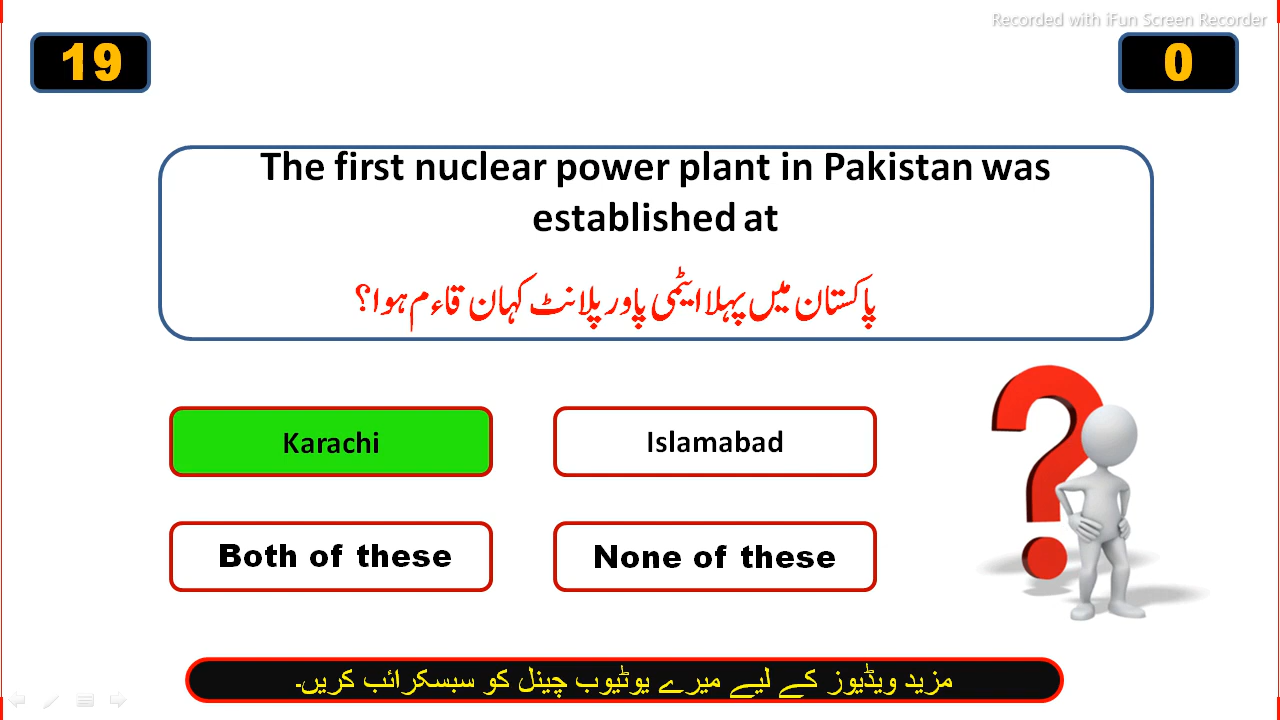 Recorded with iFun Screen Recorder
19
0
The first nuclear power plant in Pakistan was
established at
پاکستان میں پہلا ایٹمی پاور پلانٹ کہان قاءم ہوا؟
Karachi
Islamabad
Both of these
None of these
مزید ویڈیوز کے لیے میرے یوٹیوب چینل کو سبسکرائب کریں۔